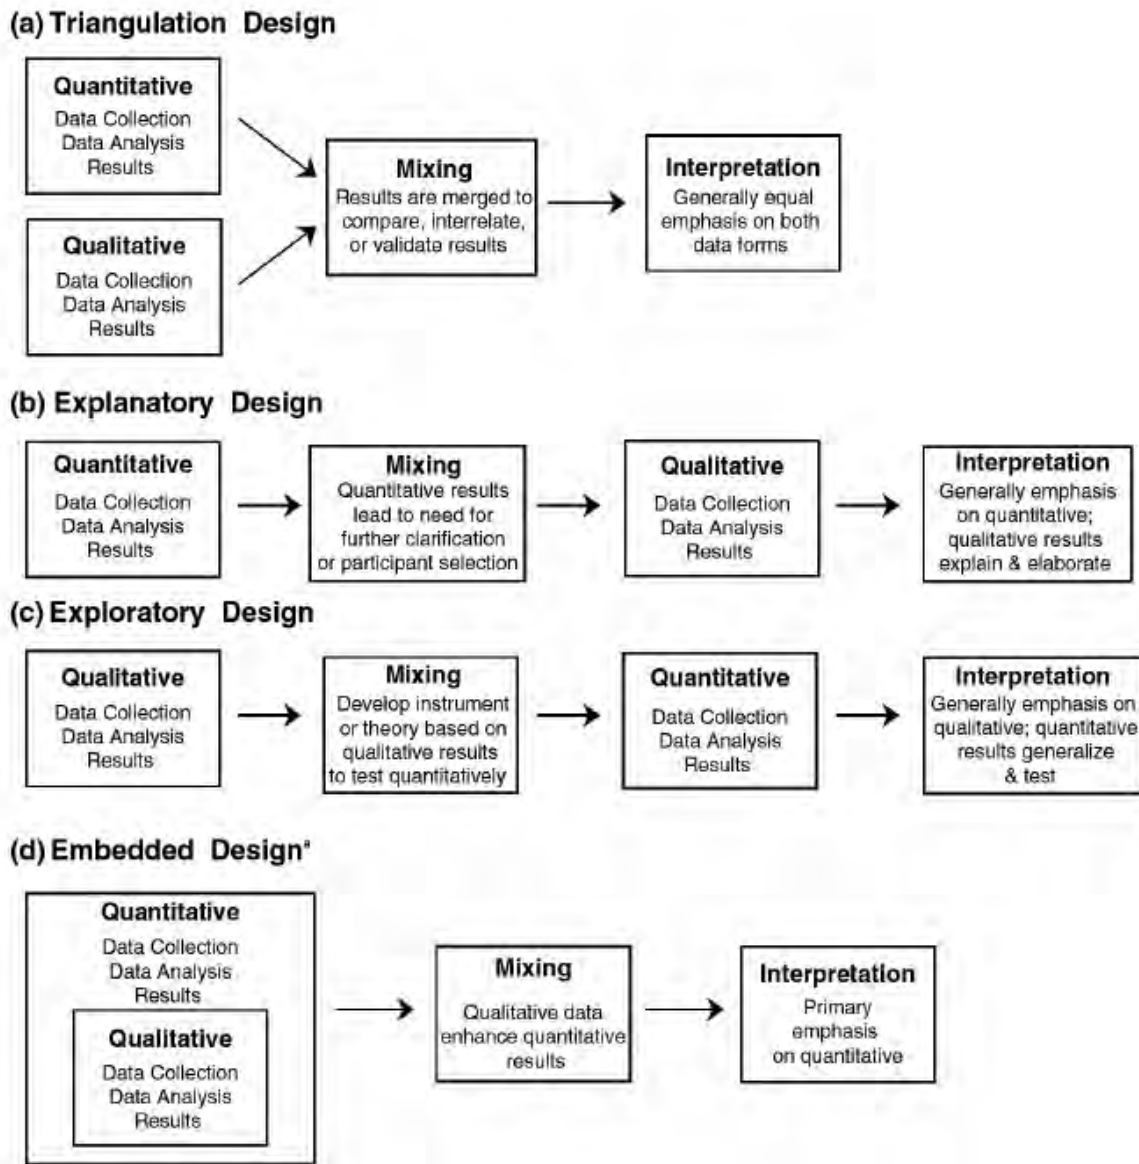 (a) Triangulation Design
Quantitative
Data Collection
Data Analysis
Results
Qualitative
Data Collection
Data Analysis
Results
Mixing
Results are merged to
compare, interrelate,
or validate results
Interpretation
Generally equal
emphasis on both
data forms
(b) Explanatory Design
Quantitative
Data Collection
Data Analysis
Results
Mixing
Quantitative results
lead to need for
further clarification
or participant selection
Qualitative
Data Collection
Data Analysis
Results
Interpretation
Generally emphasis
on quantitative;
qualitative results
explain & elaborate
(c) Exploratory Design
Qualitative
Data Collection
Data Analysis
Results
Mixing
Develop instrument
or theory based on
qualitative results
to test quantitatively
Quantitative
Data Collection
Data Analysis
Results
Interpretation
Generally emphasis on
qualitative; quantitative
results generalize
& test
(d) Embedded Design
Quantitative
Data Collection
Data Analysis
Results
Qualitative
Data Collection
Data Analysis
Results
Mixing
Qualitative data
enhance quantitative
results
Interpretation
Primary
emphasis
on quantitative